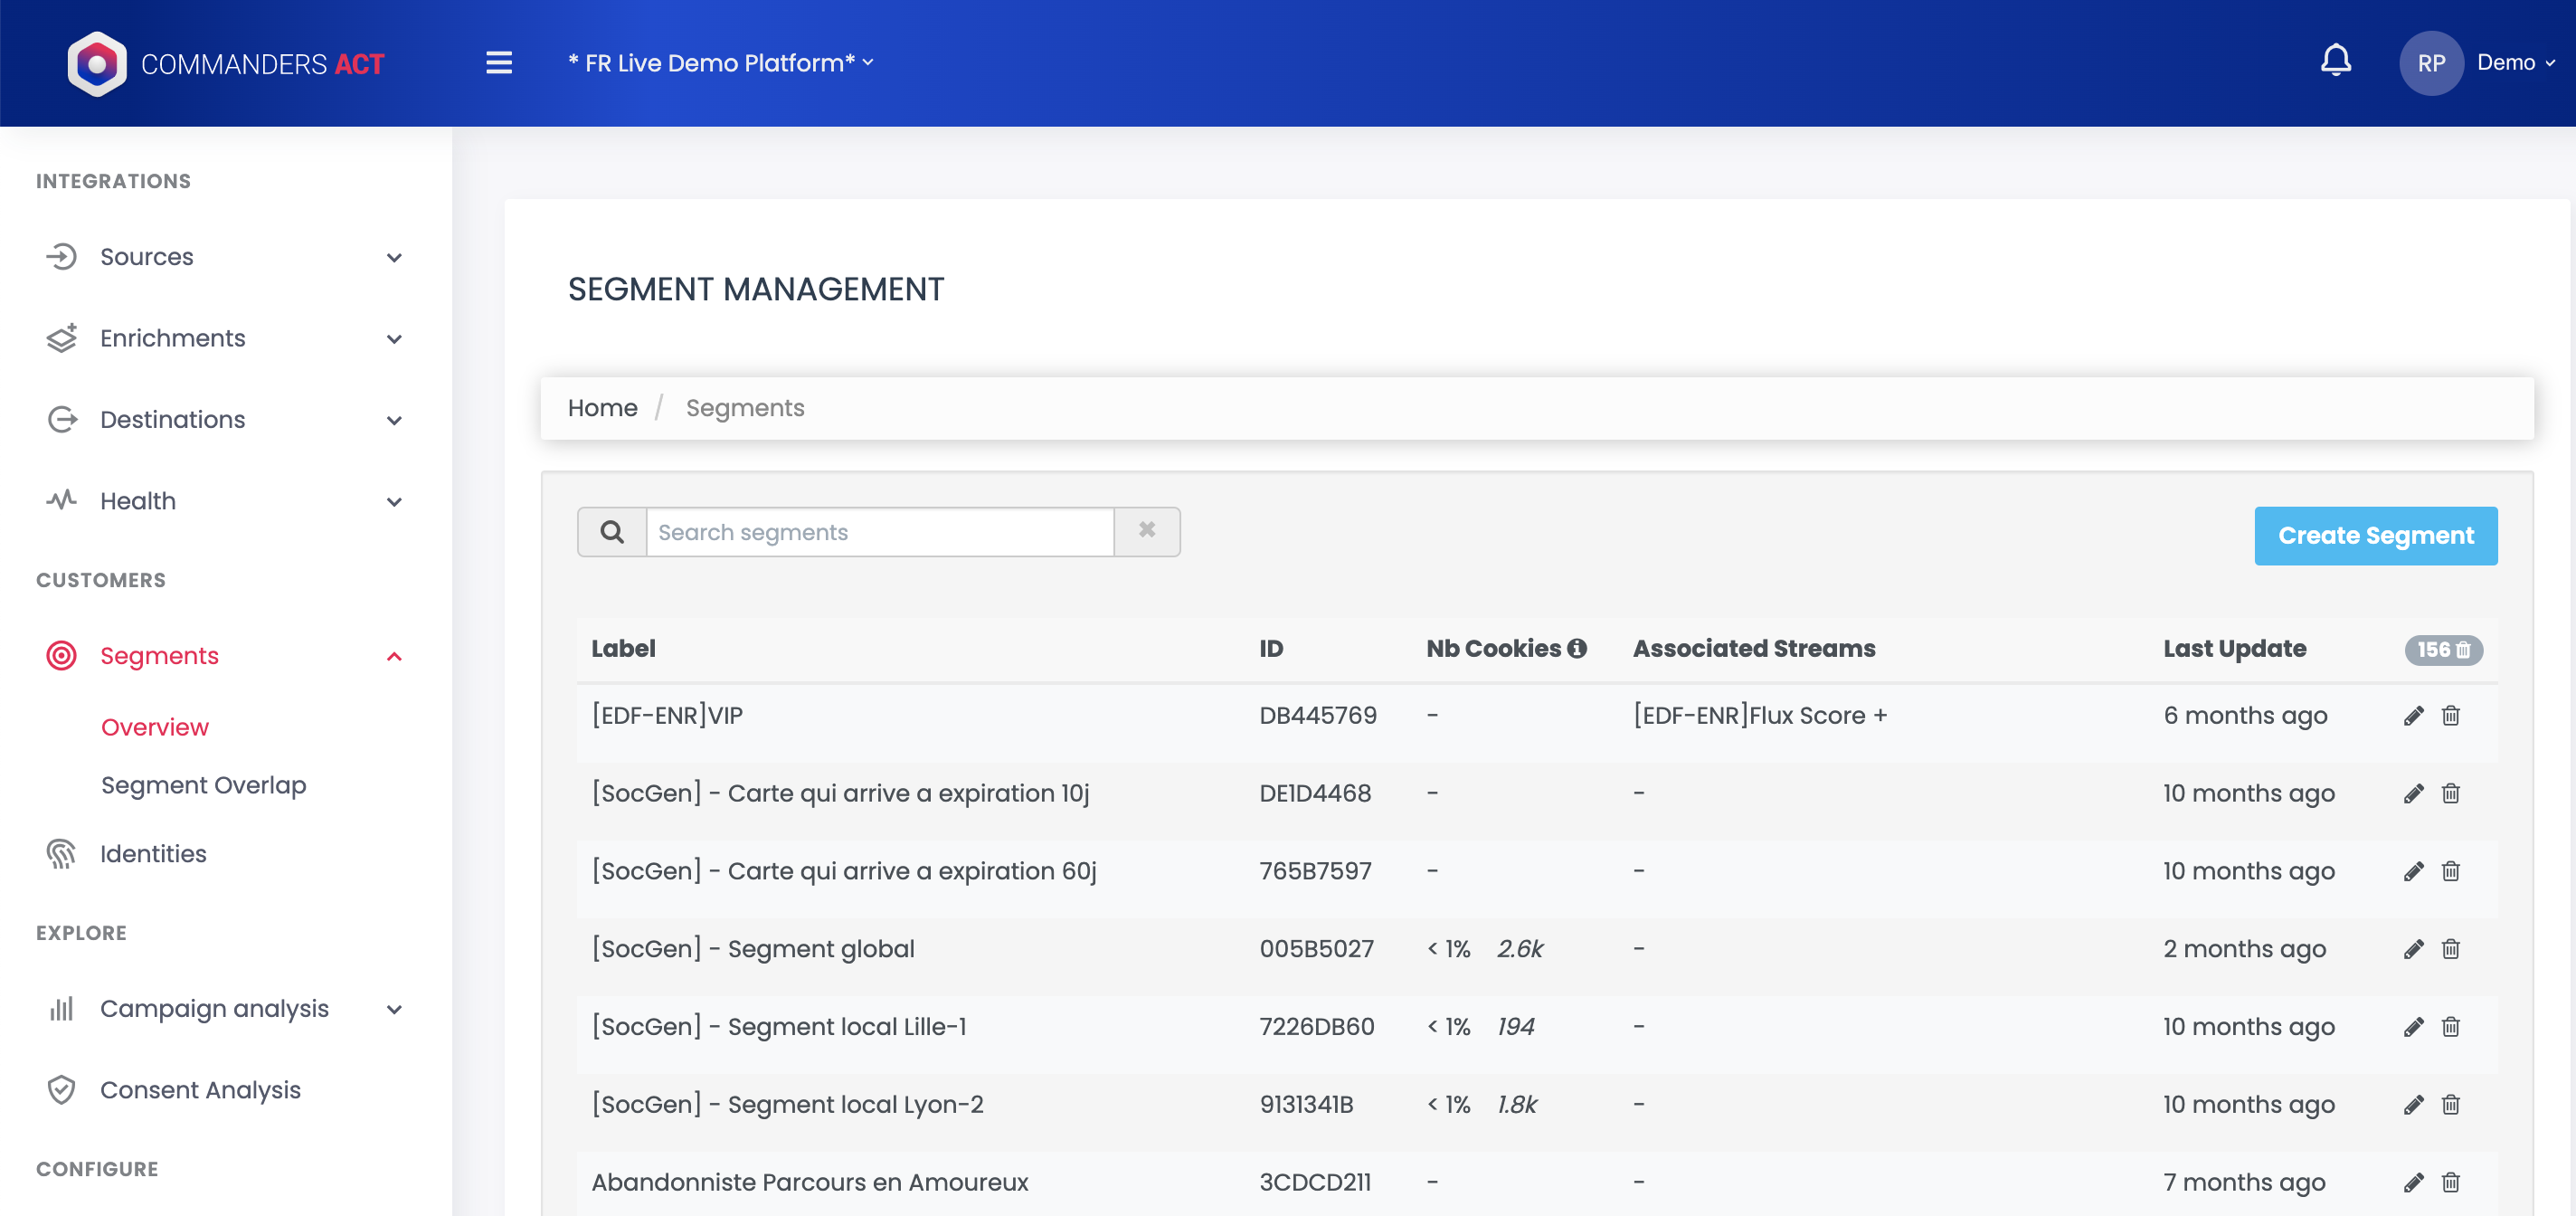 COMMANDERS ACT
* FR Live Demo Platform*
RP
Demo
INTEGRATIONS
Sources
Enrichments
Destinations
Health
CUSTOMERS
Segments
Overview
Segment Overlap
Identities
EXPLORE
Campaign analysis
Consent Analysis
CONFIGURE
SEGMENT MANAGEMENT
Home / Segments
Search segments
Create Segment
Label ID Nb Cookies Associated Streams Last Update 156
[EDF-ENR]VIP DB445769 - [EDF-ENR]Flux Score + 6 months ago
[SocGen] - Carte qui arrive a expiration 10j DE1D4468 - - 10 months ago
[SocGen] - Carte qui arrive a expiration 60j 765B7597 - - 10 months ago
[SocGen] - Segment global 005B5027 < 1% 2.6k - 2 months ago
[SocGen] - Segment local Lille-1 7226DB60 < 1% 194 - 10 months ago
[SocGen] - Segment local Lyon-2 9131341B < 1% 1.8k - 10 months ago
Abandonniste Parcours en Amoureux 3CDCD211 - - 7 months ago